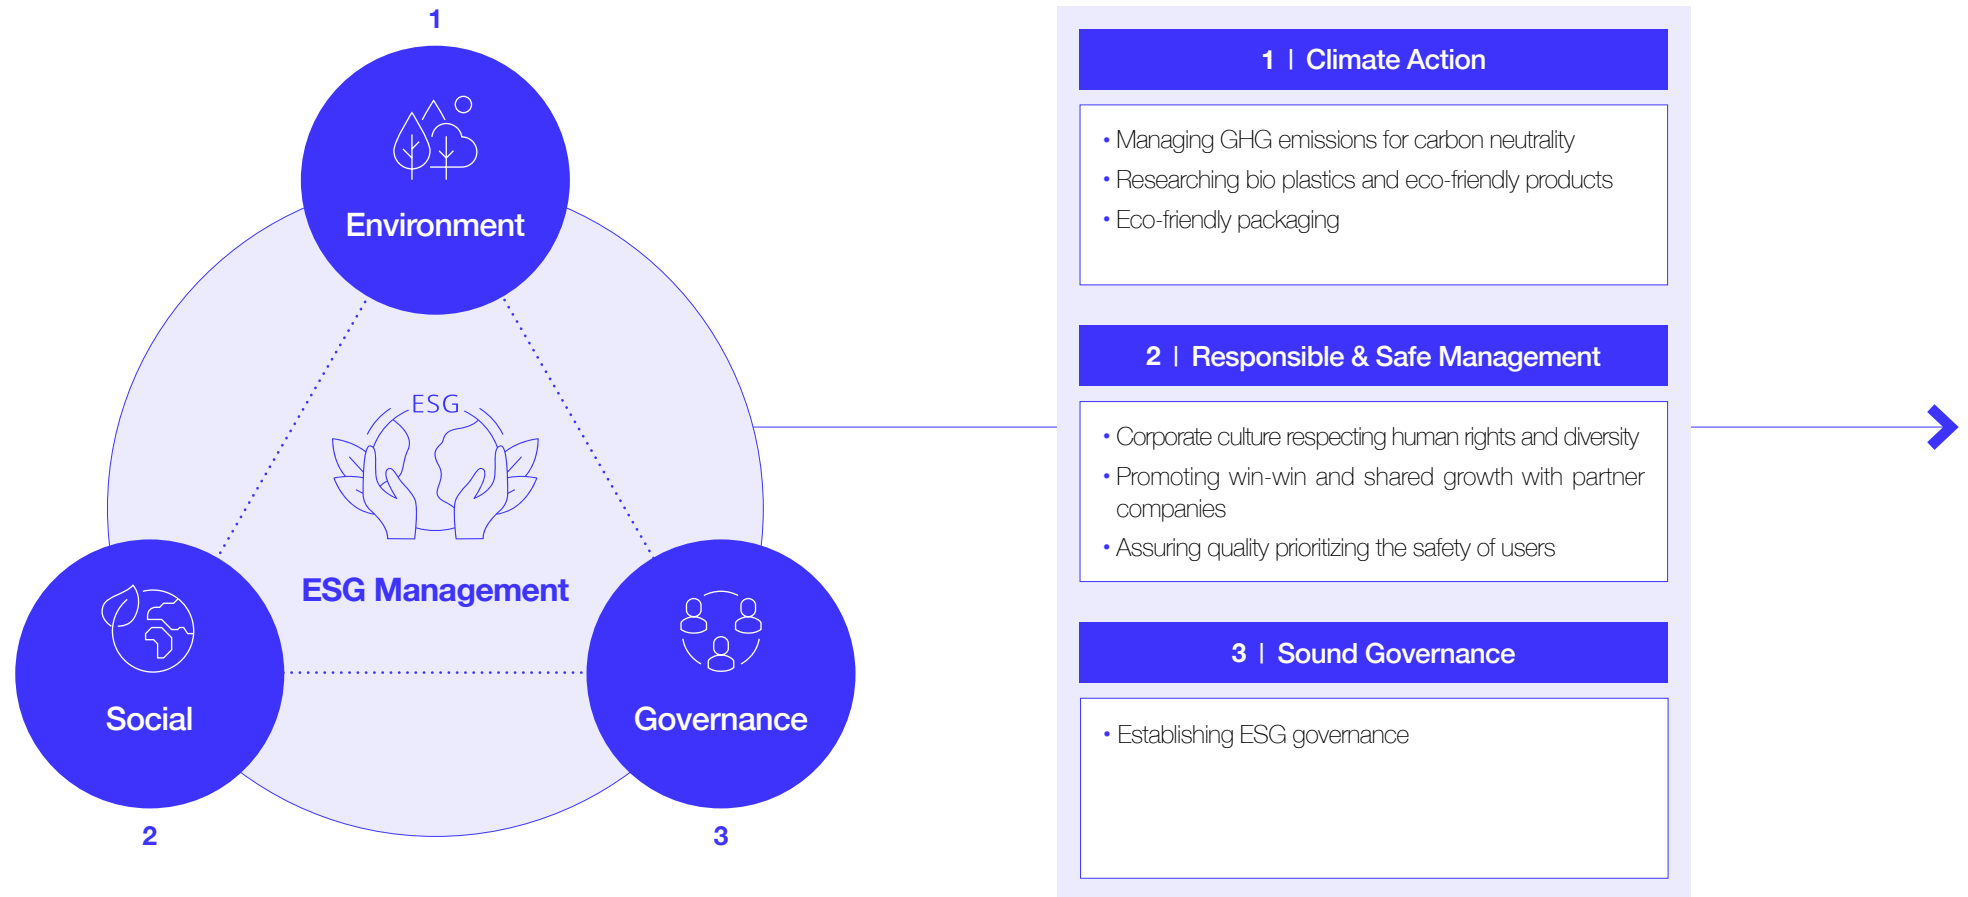 1
Environment
ESG
ESG Management
Social
Governance
2
3
1 | Climate Action
• Managing GHG emissions for carbon neutrality
• Researching bio plastics and eco-friendly products
• Eco-friendly packaging
2 | Responsible & Safe Management
• Corporate culture respecting human rights and diversity
• Promoting win-win and shared growth with partner
companies
• Assuring quality prioritizing the safety of users
3 | Sound Governance
• Establishing ESG governance